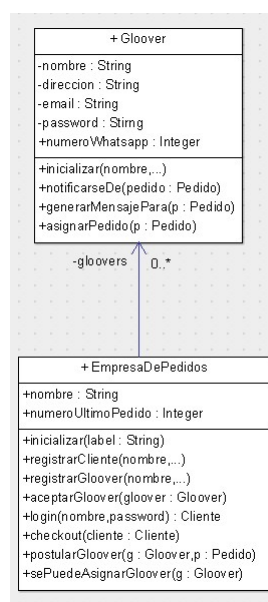 + Gloover
-nombre : String
-direccion : String
-email : String
-password : Stirng
+numeroWhatsapp : Integer
+inicializar(nombre,...)
+notificarseDe(pedido : Pedido)
+generarMensajePara(p : Pedido)
+asignarPedido(p : Pedido)
-gloovers 0..*
+ EmpresaDePedidos
+nombre : String
+numeroUltimoPedido : Integer
+inicializar(label : String)
+registrarCliente(nombre,...)
+registrarGloover(nombre,...)
+aceptarGloover(gloover : Gloover)
+login(nombre,password) : Cliente
+checkout(cliente : Cliente)
+postularGloover(g : Gloover,p : Pedido)
+sePuedeAsignarGloover(g : Gloover)